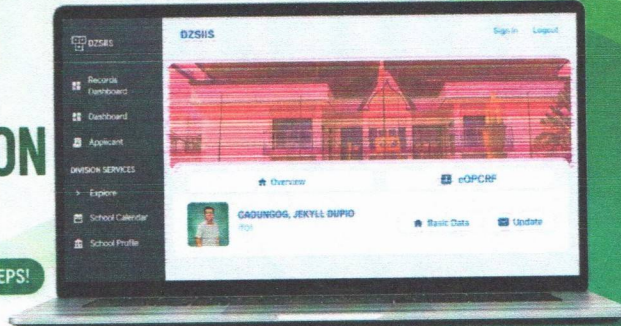 DZSIIS
DZSIIS
Sign in Logout
Records
Dashboard
Dashboard
Applicant
DIVISION SERVICES
> Explore
School Calendar
School Profile
Overview
eOPCRF
CADUNGOG, JEKYLL DUPIO
Basic Data
Update
ON
EPS!